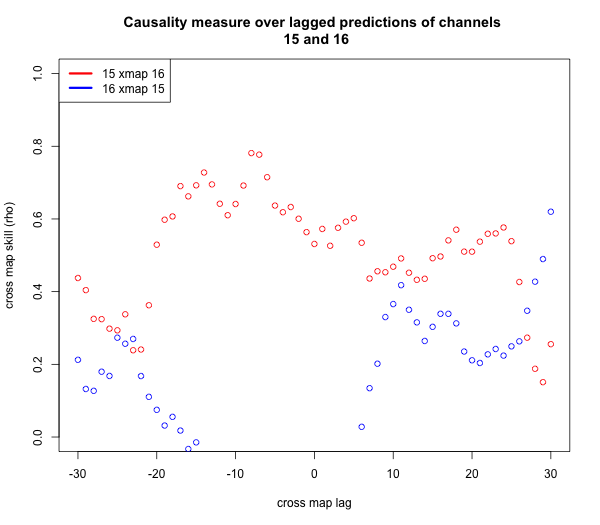 Causality measure over lagged predictions of channels
15 and 16
15 xmap 16
16 xmap 15
cross map skill (rho)
1.0
0.8
0.6
0.4
0.2
0.0
-30 -20 -10 0 10 20 30
cross map lag